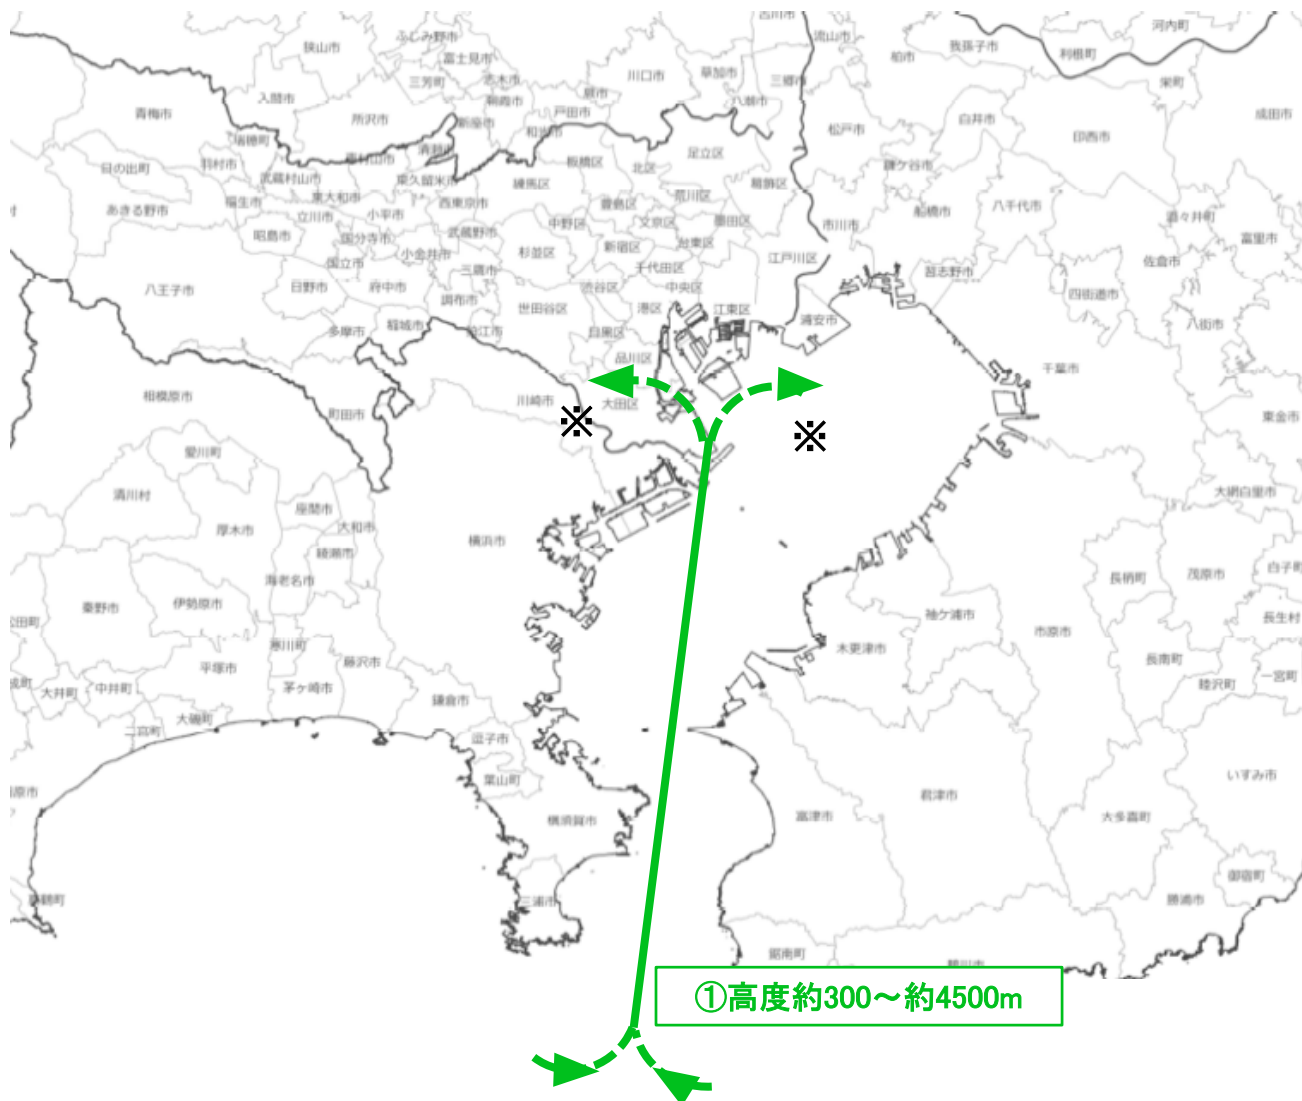 古川市
流山市
河内町
ふじみ野市
狭山市
富士見市
川口市
草加市
三郷市
柏市
我孫子市
利根町
栄町
三芳町
志木市
蕨市
入間市
朝霞市
八潮市
青梅市
所沢市
新座市
戸田市
和光市
松戸市
白井市
印西市
成田市
瑞穂町
清瀬市
足立区
羽村市
東村山市
板橋区
北区
鎌ケ谷市
日の出町
武蔵村山市
東久留米市
練馬区
葛飾区
福生市
東大和市
西東京市
豊島区
荒川区
船橋市
八千代市
あきる野市
立川市
小平市
中野区
文京区
墨田区
市川市
酒々井町
昭島市
国分寺市
小金井市
武蔵野市
杉並区
新宿区
台東区
富里市
国立市
三鷹市
千代田区
江戸川区
習志野市
佐倉市
八王子市
日野市
府中市
調布市
渋谷区
中央区
四街道市
世田谷区
港区
江東区
浦安市
多摩市
稲城市
狛江市
目黒区
八街市
品川区
千葉市
相模原市
町田市
川崎市
大田区
東金市
※
※
愛川町
清川村
厚木市
座間市
大和市
大網白里市
横浜市
綾瀬市
海老名市
長柄町
茂原市
白子町
秦野市
伊勢原市
松田町
袖ケ浦市
市原市
長生村
寒川町
木更津市
平塚市
藤沢市
長南町
一宮町
大井町
中井町
茅ヶ崎市
鎌倉市
睦沢町
大磯町
二宮町
逗子市
葉山町
いすみ市
君津市
横須賀市
富津市
大多喜町
御宿町
三浦市
勝浦市
鋸南町
①高度約300～約4500m